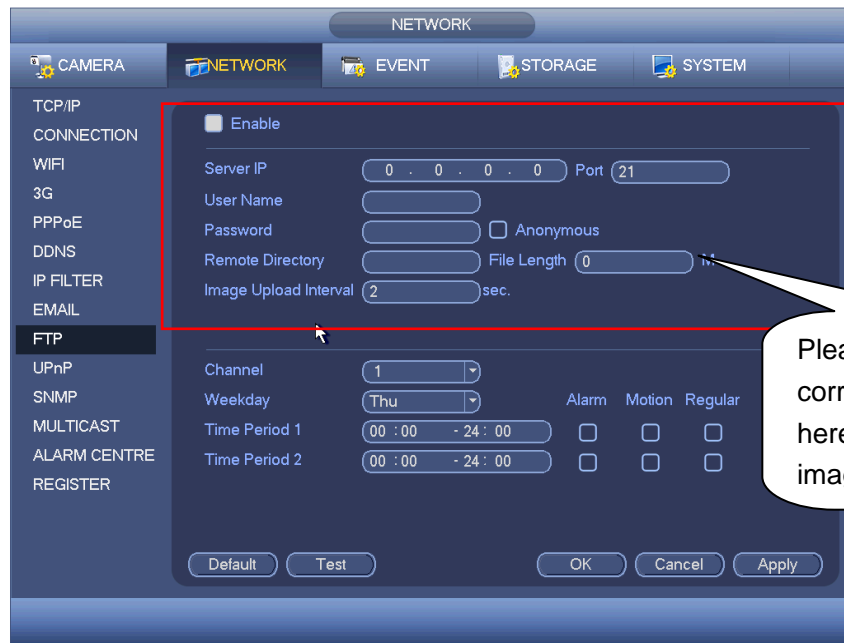 NETWORK
CAMERA NETWORK EVENT STORAGE SYSTEM
TCP/IP
CONNECTION
WIFI
3G
PPPoE
DDNS
IP FILTER
EMAIL
FTP
UPnP
SNMP
MULTICAST
ALARM CENTRE
REGISTER
Enable
Server IP 0 . 0 . 0 . 0 Port 21
User Name
Password Anonymous
Remote Directory File Length 0 M
Image Upload Interval 2 sec.
Channel 1
Weekday Thu Alarm Motion Regular
Time Period 1 00 : 00 - 24 : 00
Time Period 2 00 : 00 - 24 : 00
here
Default Test OK Cancel Apply